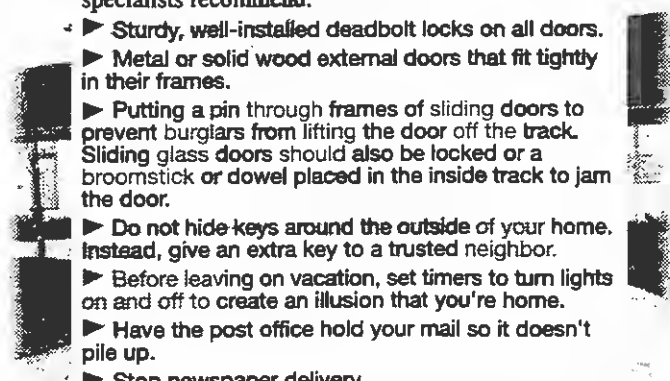 specialists recommend:
▶ Sturdy, well-installed deadbolt locks on all doors.
▶ Metal or solid wood external doors that fit tightly
in their frames.
▶ Putting a pin through frames of sliding doors to
prevent burglars from lifting the door off the track.
Sliding glass doors should also be locked or a
broomstick or dowel placed in the inside track to jam
the door.
▶ Do not hide keys around the outside of your home.
Instead, give an extra key to a trusted neighbor.
▶ Before leaving on vacation, set timers to turn lights
on and off to create an illusion that you're home.
▶ Have the post office hold your mail so it doesn't
pile up.
▶ Stop newspaper delivery